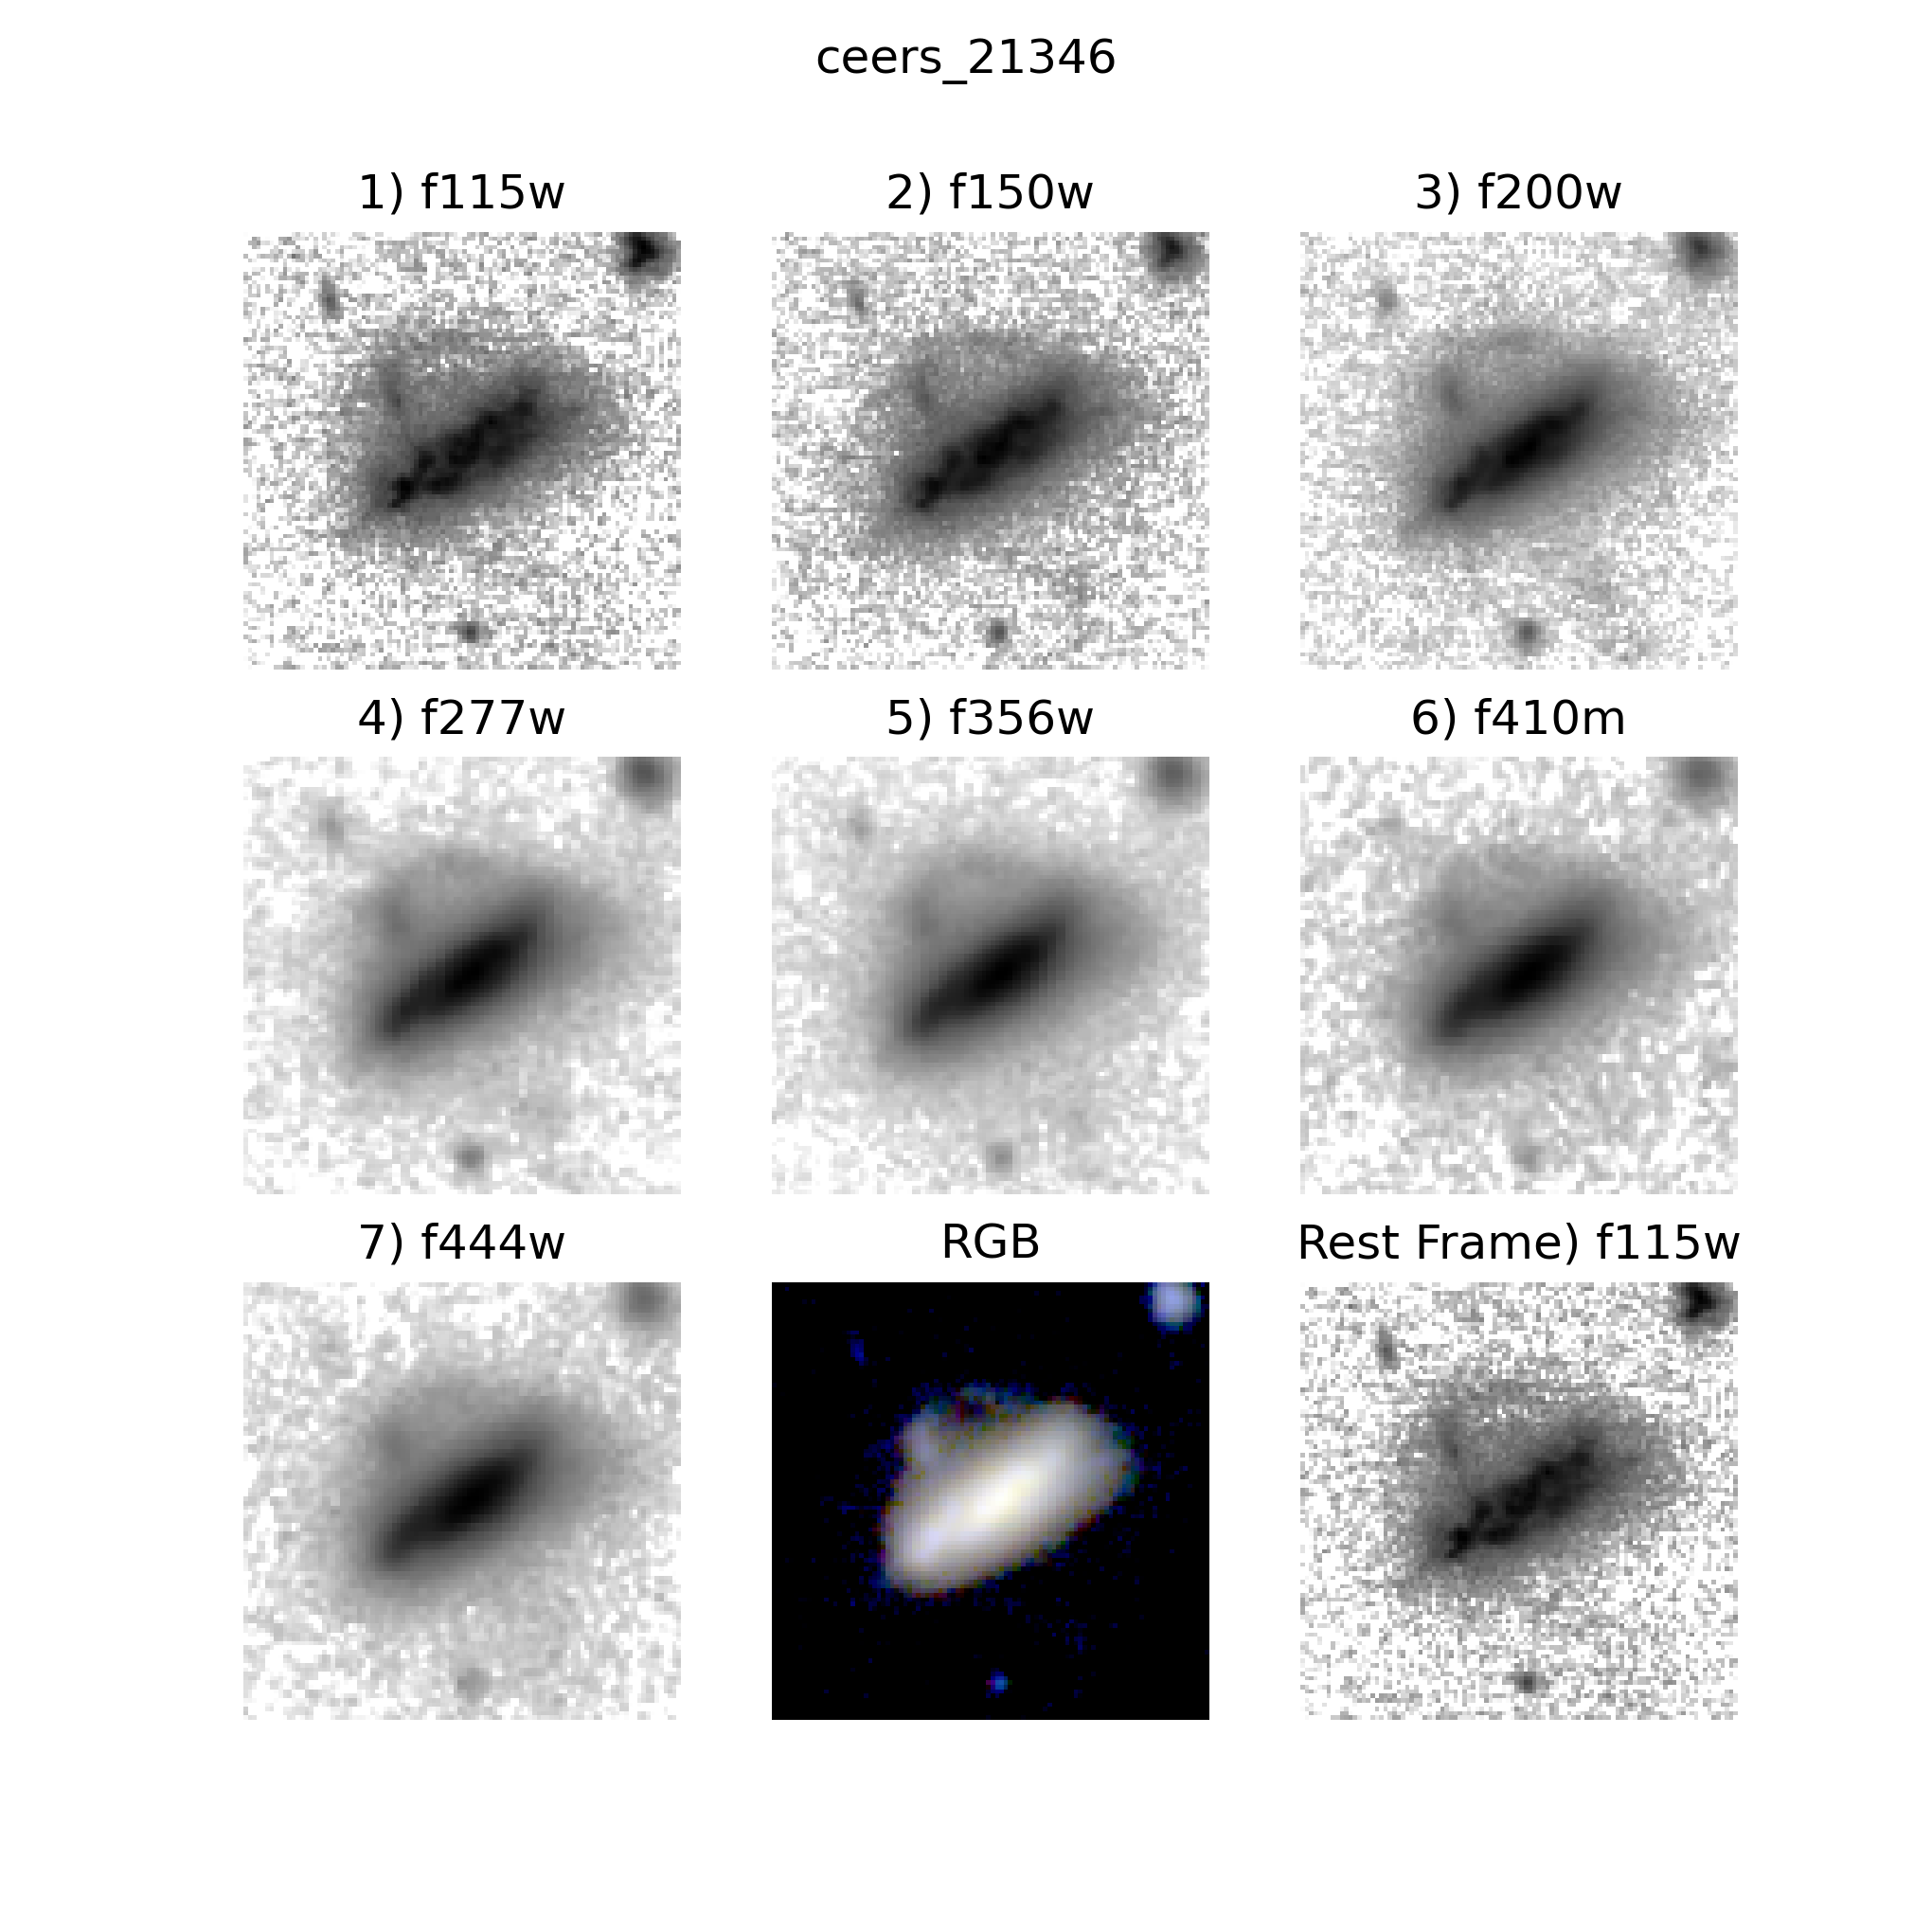 ceers_21346
1) f115w
2) f150w
3) f200w
4) f277w
5) f356w
6) f410m
7) f444w
RGB
Rest Frame) f115w